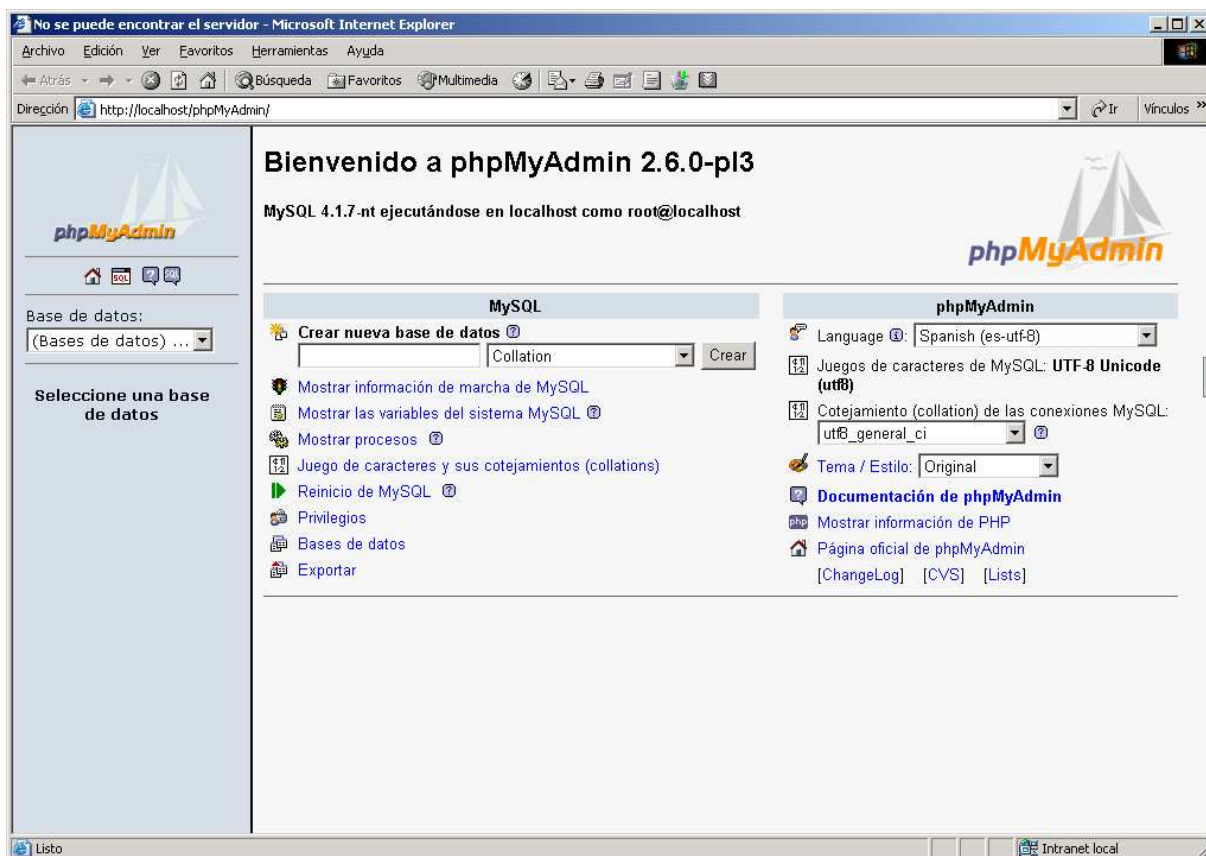 No se puede encontrar el servidor - Microsoft Internet Explorer
Archivo Edición Ver Favoritos Herramientas Ayuda
Atrás Búsqueda Favoritos Multimedia
Dirección http://localhost/phpMyAdmin/ Ir Vínculos »
phpMyAdmin
SQL ? SQL
Base de datos:
(Bases de datos) ...
Seleccione una base
de datos
Bienvenido a phpMyAdmin 2.6.0-pl3
MySQL 4.1.7-nt ejecutándose en localhost como root@localhost
phpMyAdmin
MySQL
Crear nueva base de datos ?
Collation Crear
Mostrar información de marcha de MySQL
Mostrar las variables del sistema MySQL ?
Mostrar procesos ?
Juego de caracteres y sus cotejamientos (collations)
Reinicio de MySQL ?
Privilegios
Bases de datos
Exportar
phpMyAdmin
Language i: Spanish (es-utf-8)
Juegos de caracteres de MySQL: UTF-8 Unicode
(utf8)
Cotejamiento (collation) de las conexiones MySQL:
utf8_general_ci ?
Tema / Estilo: Original
? Documentación de phpMyAdmin
php Mostrar información de PHP
Página oficial de phpMyAdmin
[ChangeLog] [CVS] [Lists]
Listo Intranet local